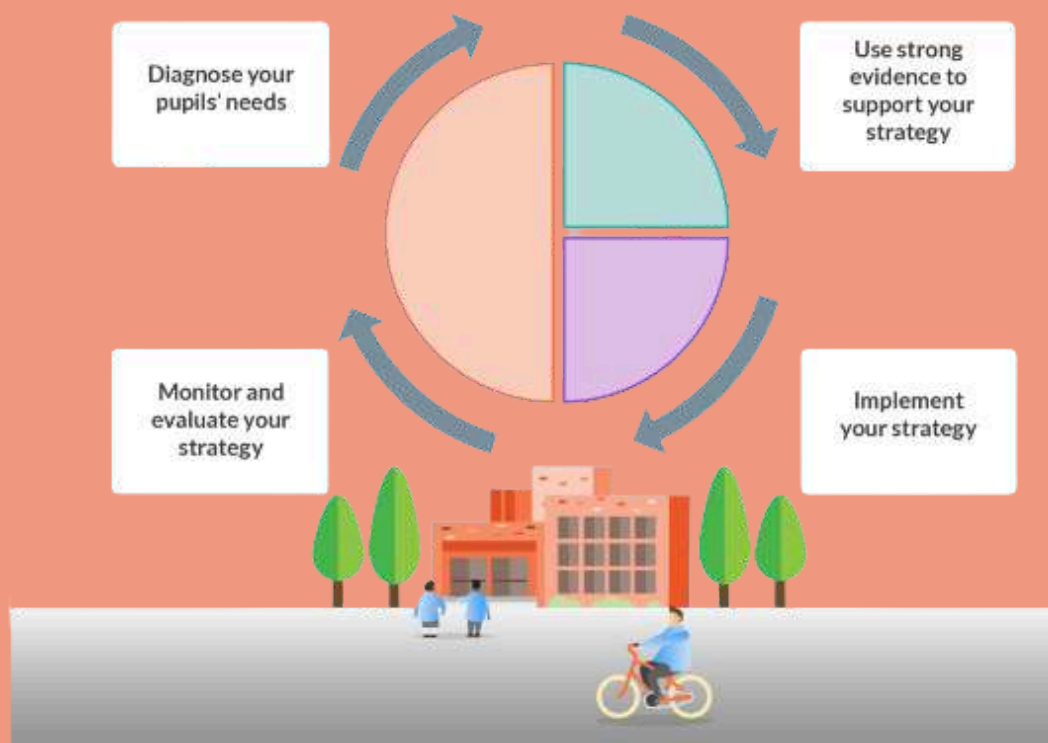 Diagnose your
pupils' needs
Use strong
evidence to
support your
strategy
Implement
your strategy
Monitor and
evaluate your
strategy